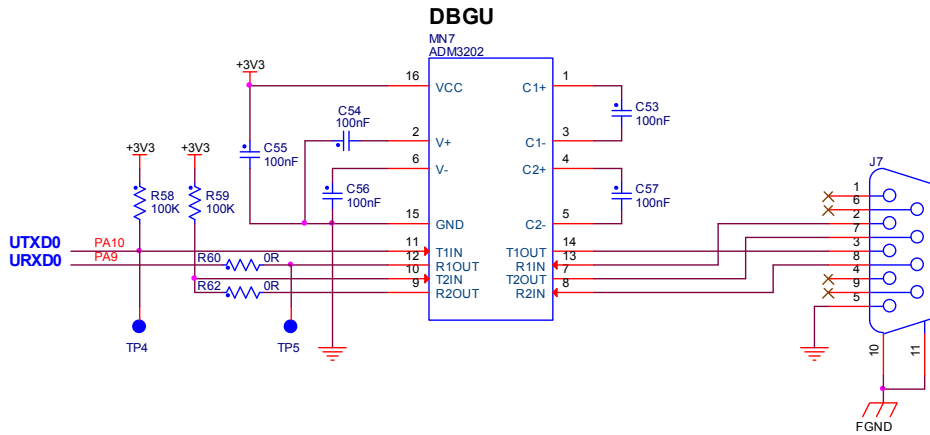 DBGU
MN7
ADM3202
+3V3
16
VCC
C1+
1
C53
100nF
C54
100nF
2
V+
C1-
3
+3V3
+3V3
C55
100nF
6
V-
C2+
4
R58
100K
R59
100K
C56
100nF
C57
100nF
15
GND
C2-
5
UTXD0
PA10
11
T1IN
T1OUT
14
URXD0
PA9
R60
0R
12
R1OUT
R1IN
13
10
T2IN
T2OUT
7
R62
0R
9
R2OUT
R2IN
8
TP4
TP5
J7
1
6
2
7
3
8
4
9
5
10
11
FGND